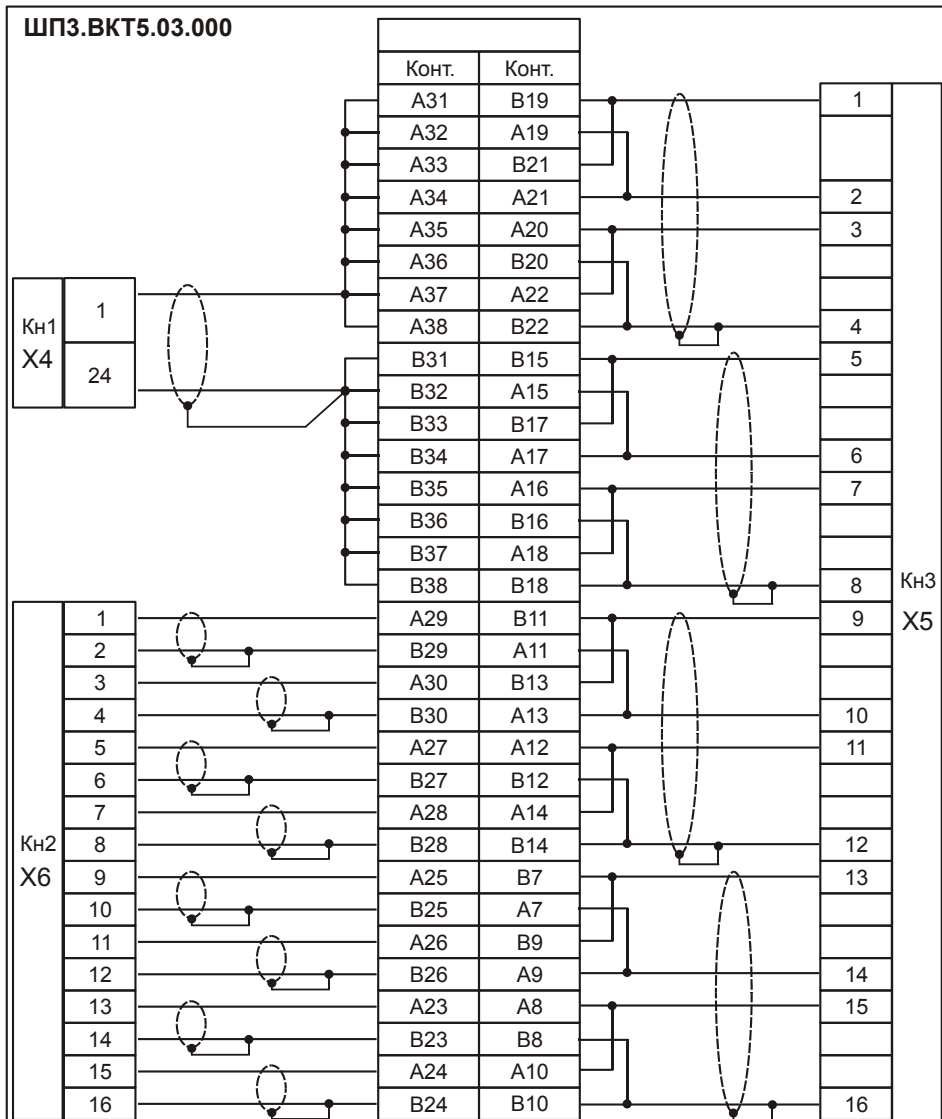 ШПЗ.ВКТ5.03.000
Конт. Конт.
A31 B19 1
A32 A19
A33 B21
A34 A21 2
A35 A20 3
A36 B20
1 A37 A22
Кн1
X4
A38 B22 4
24 B31 B15 5
B32 A15
B33 B17
B34 A17 6
B35 A16 7
B36 B16
B37 A18
B38 B18 8
Кн3
X5
1 A29 B11 9
2 B29 A11
3 A30 B13
4 B30 A13 10
5 A27 A12 11
6 B27 B12
7 A28 A14
8 B28 B14 12
Кн2
X6
9 A25 B7 13
10 B25 A7
11 A26 B9
12 B26 A9 14
13 A23 A8 15
14 B23 B8
15 A24 A10
16 B24 B10 16